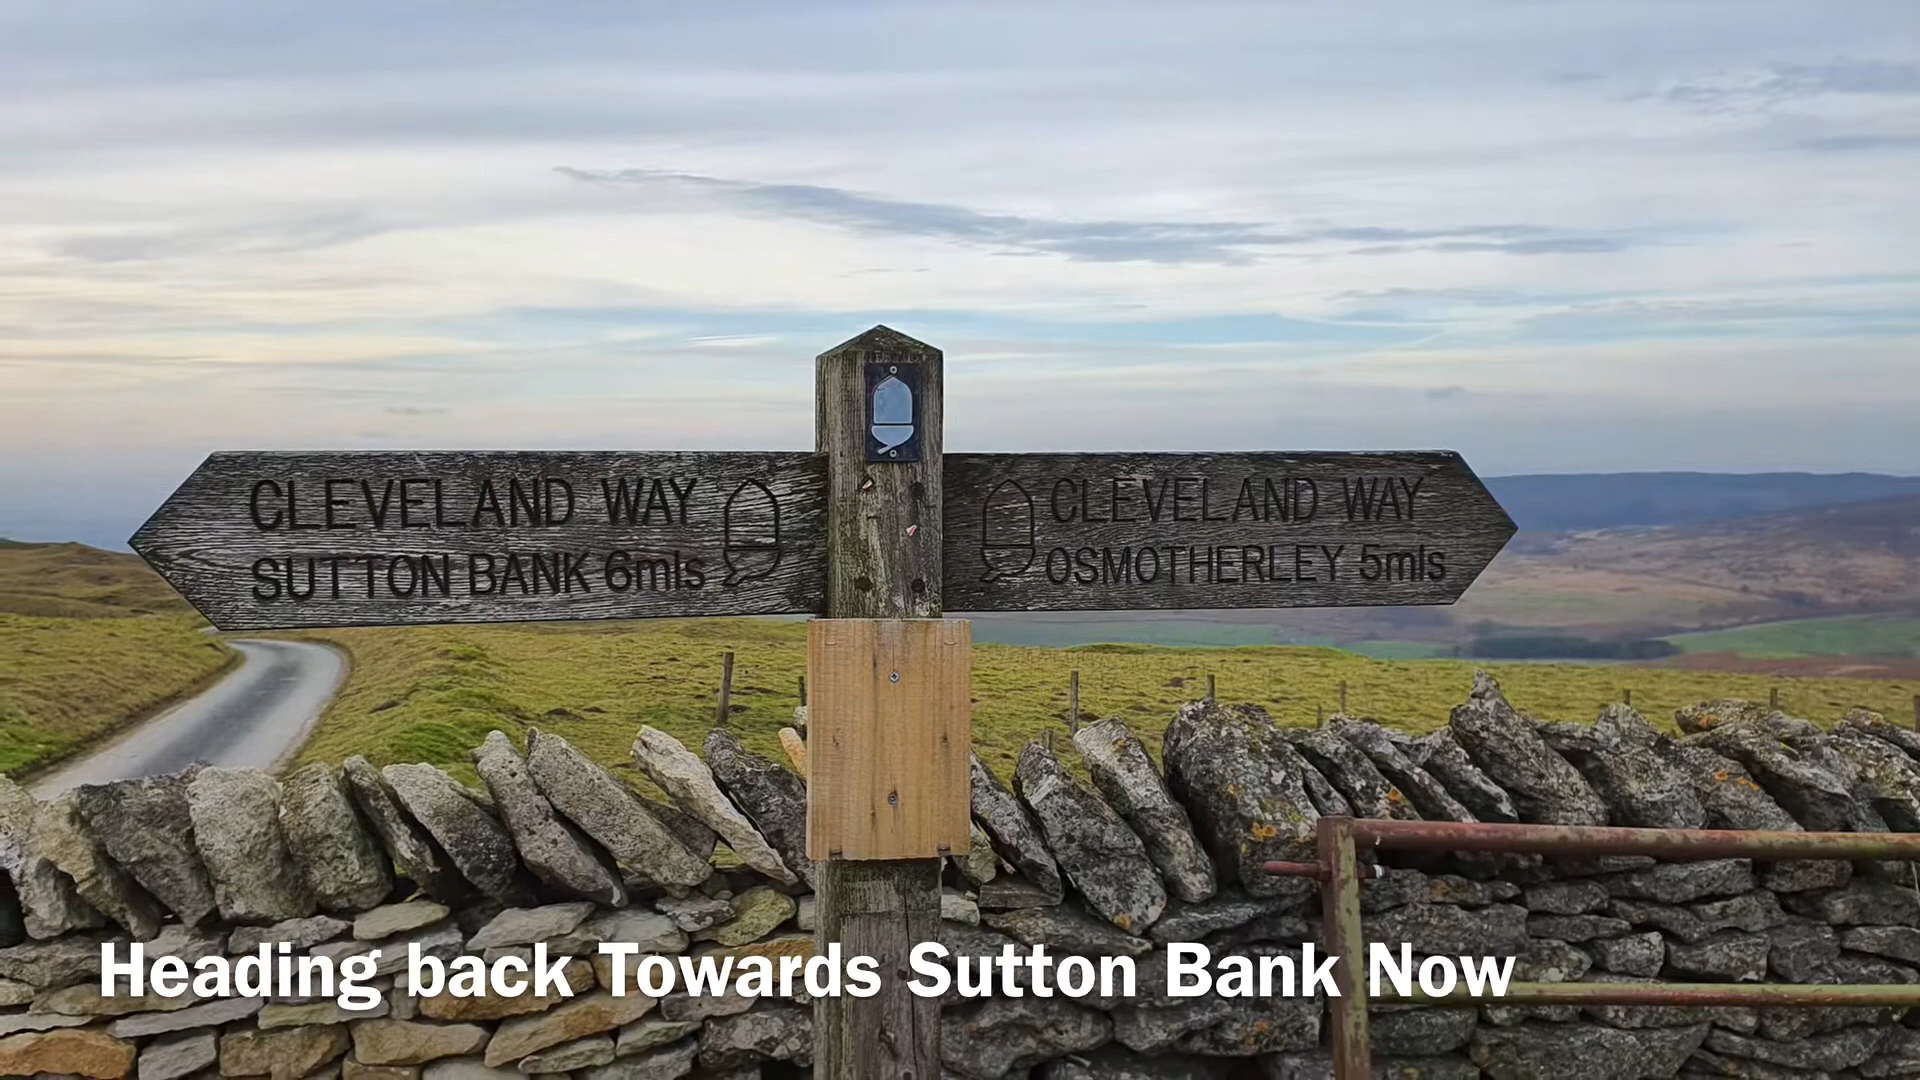 CLEVELAND WAY
SUTTON BANK 6mls
CLEVELAND WAY
OSMOTHERLEY 5mls
Heading back Towards Sutton Bank Now